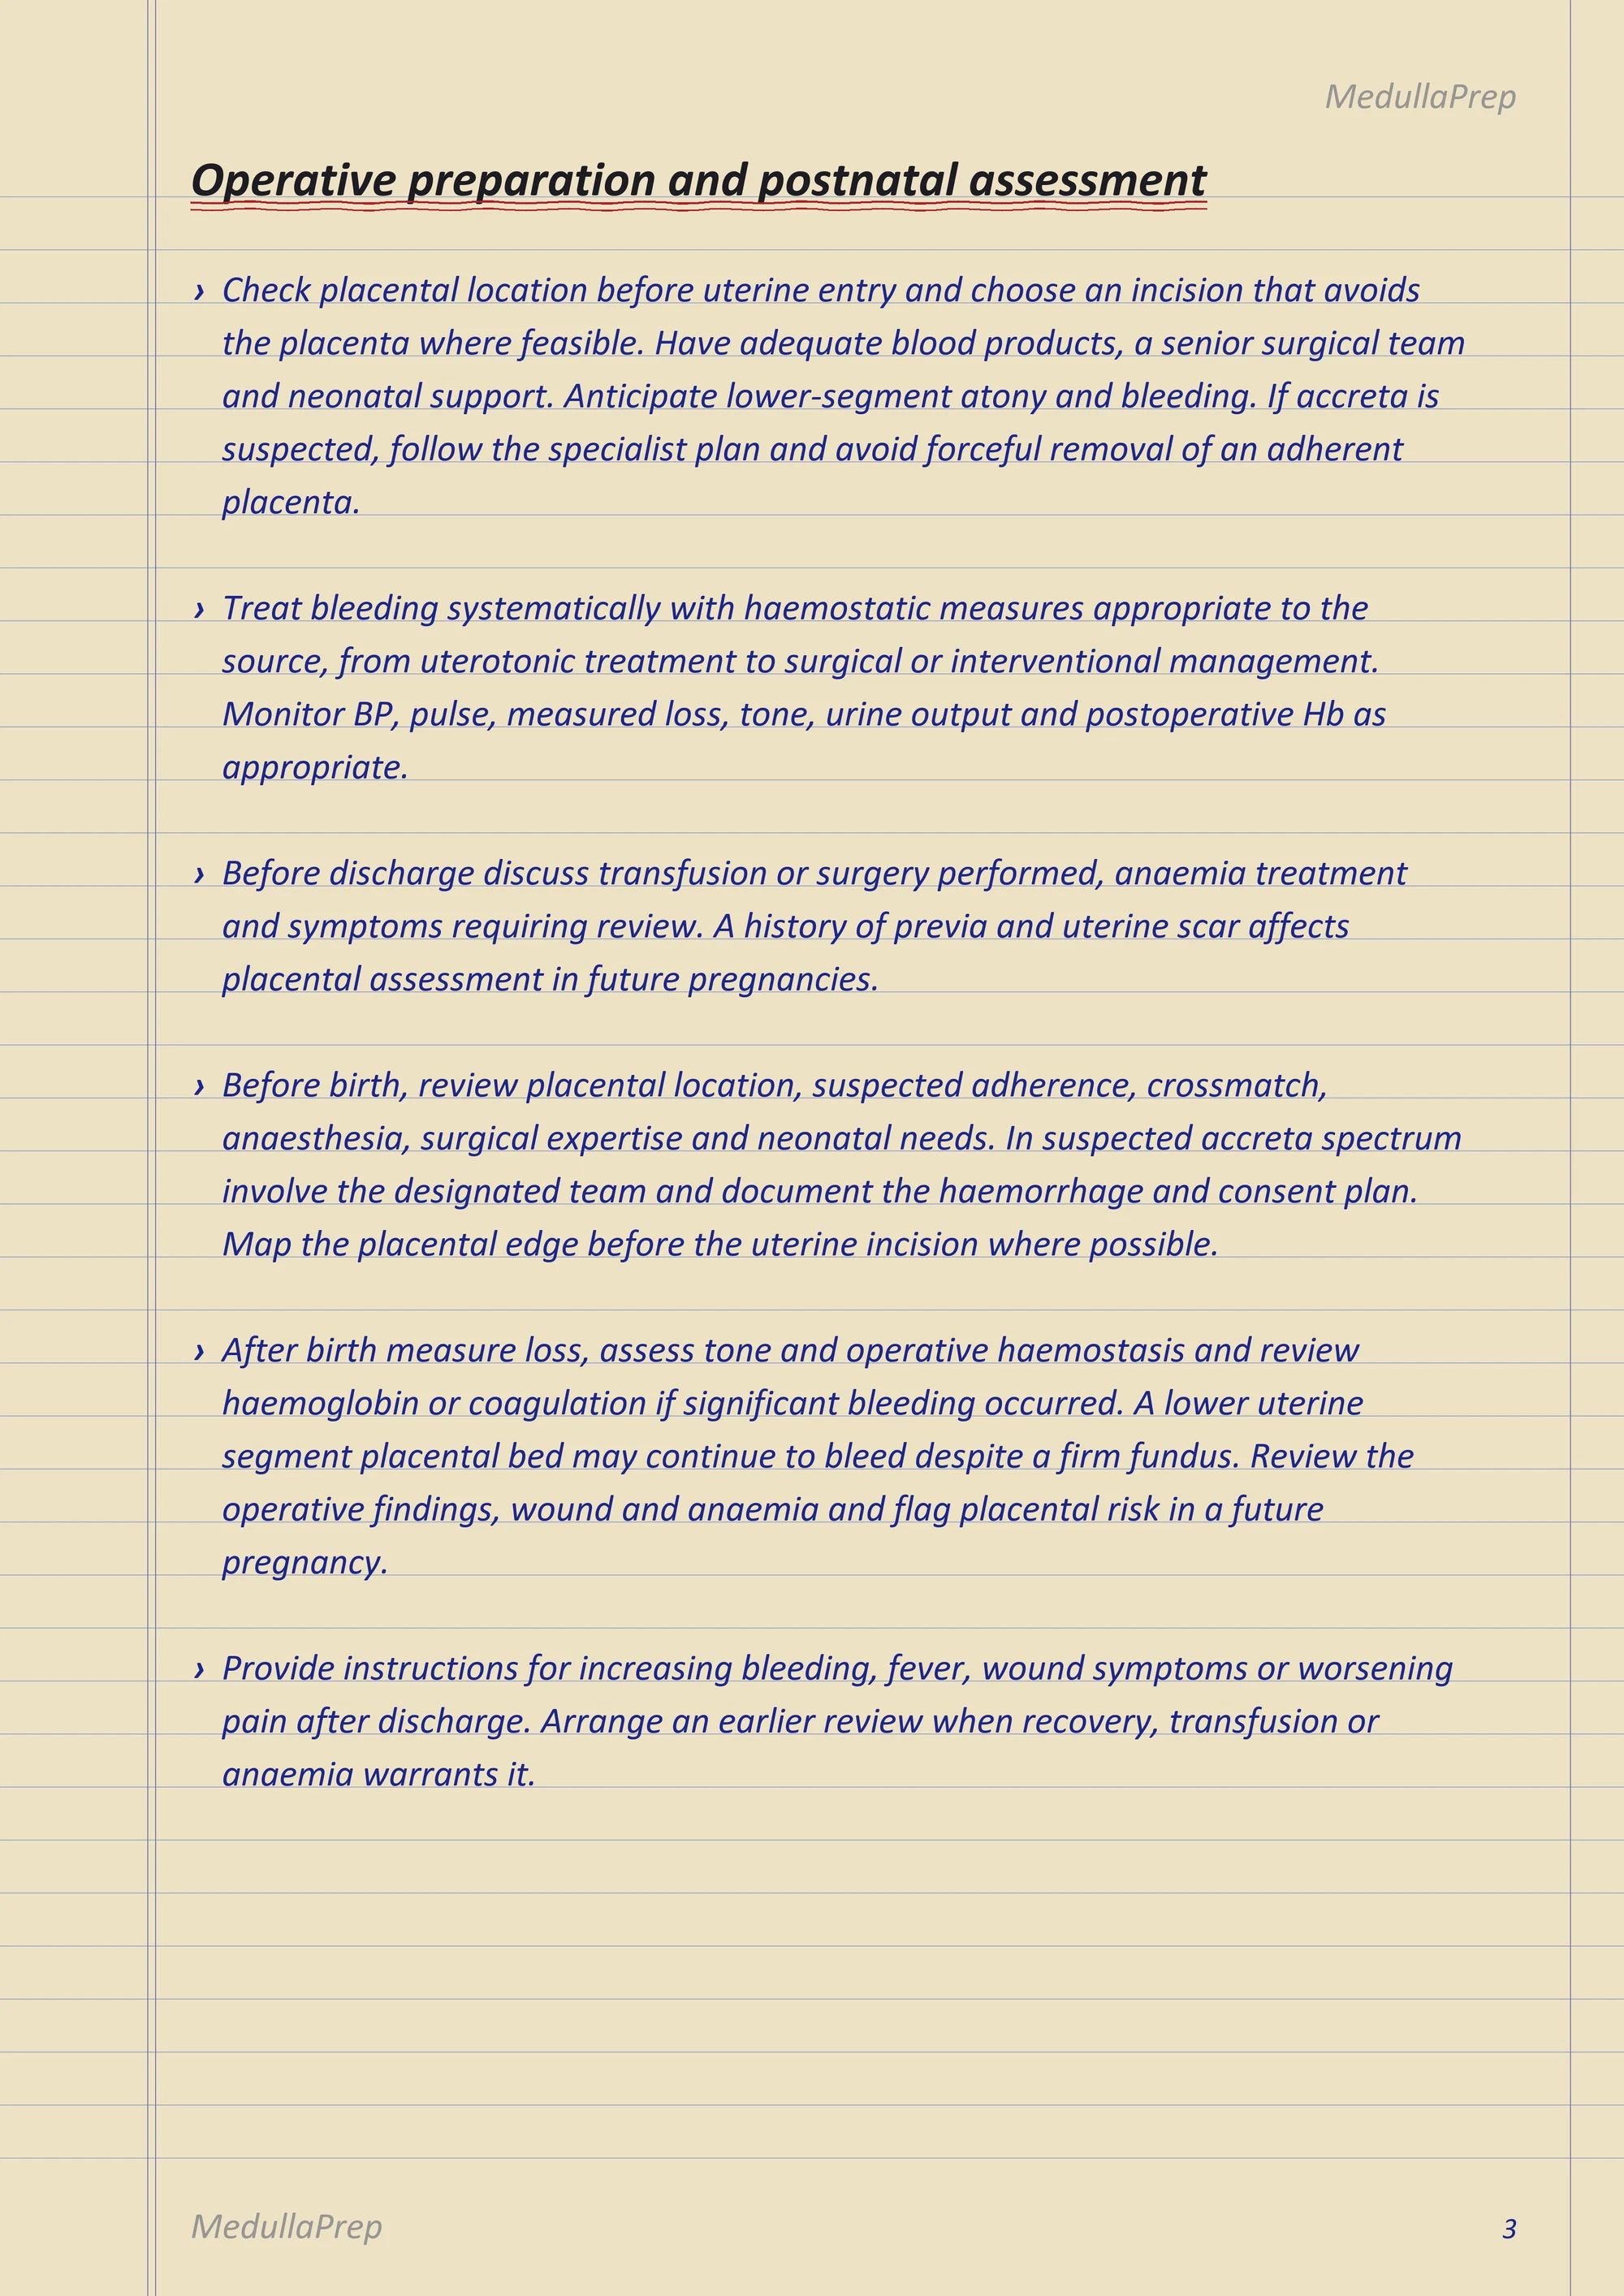 MedullaPrep
Operative preparation and postnatal assessment
› Check placental location before uterine entry and choose an incision that avoids
the placenta where feasible. Have adequate blood products, a senior surgical team
and neonatal support. Anticipate lower-segment atony and bleeding. If accreta is
suspected, follow the specialist plan and avoid forceful removal of an adherent
placenta.
› Treat bleeding systematically with haemostatic measures appropriate to the
source, from uterotonic treatment to surgical or interventional management.
Monitor BP, pulse, measured loss, tone, urine output and postoperative Hb as
appropriate.
› Before discharge discuss transfusion or surgery performed, anaemia treatment
and symptoms requiring review. A history of previa and uterine scar affects
placental assessment in future pregnancies.
› Before birth, review placental location, suspected adherence, crossmatch,
anaesthesia, surgical expertise and neonatal needs. In suspected accreta spectrum
involve the designated team and document the haemorrhage and consent plan.
Map the placental edge before the uterine incision where possible.
› After birth measure loss, assess tone and operative haemostasis and review
haemoglobin or coagulation if significant bleeding occurred. A lower uterine
segment placental bed may continue to bleed despite a firm fundus. Review the
operative findings, wound and anaemia and flag placental risk in a future
pregnancy.
› Provide instructions for increasing bleeding, fever, wound symptoms or worsening
pain after discharge. Arrange an earlier review when recovery, transfusion or
anaemia warrants it.
MedullaPrep
3